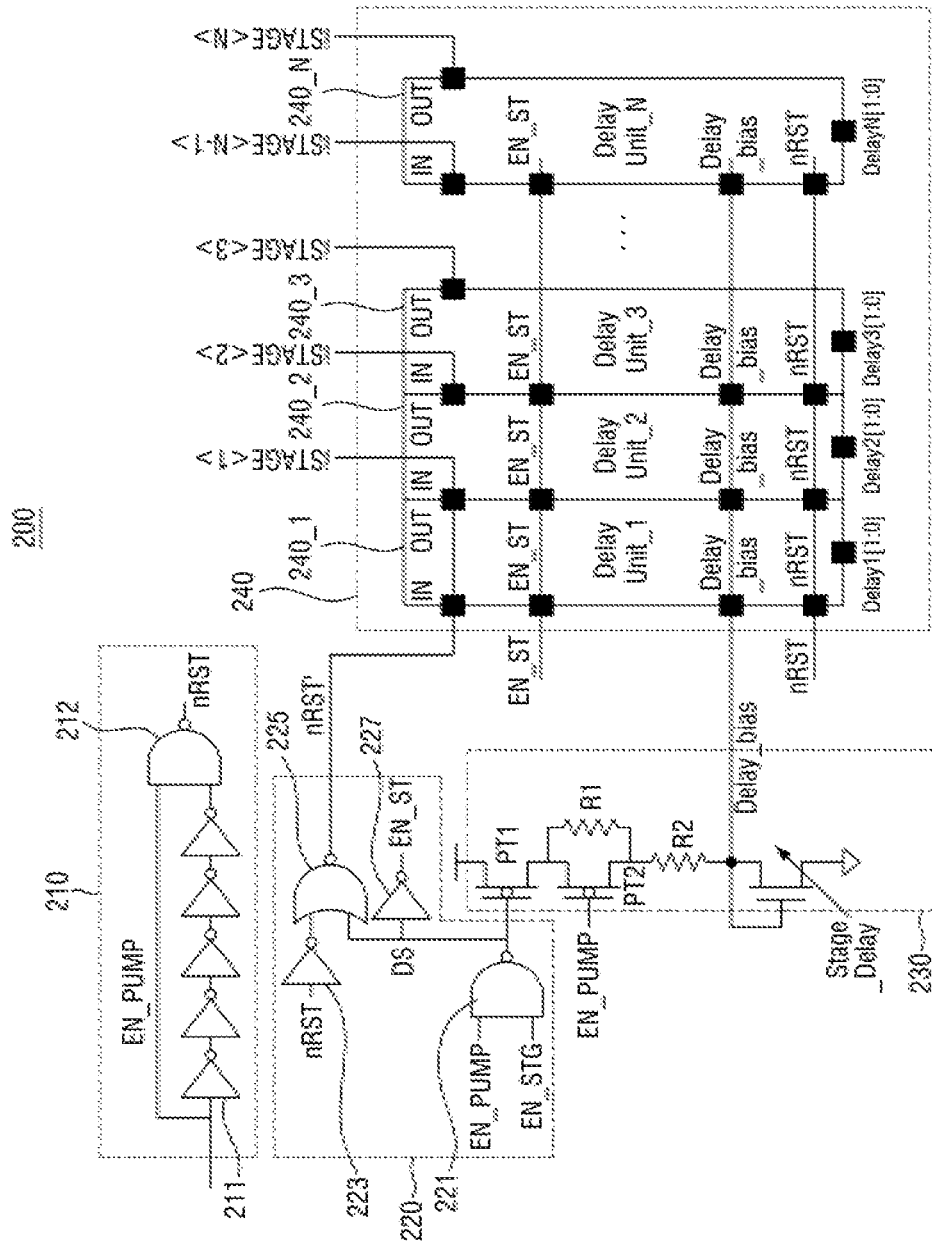 200
210
212
EN_PUMP
nRST
211
220
223
nRST
225
nRST'
227
EN_ST
DS
221
EN_PUMP
EN_STG
230
PT1
EN_PUMP
PT2
R1
R2
Delay_bias
Stage
_Delay
240
240_1
240_2
240_3
240_N
STAGE<1>
STAGE<2>
STAGE<3>
STAGE<N-1>
STAGE<N>
IN OUT IN OUT IN OUT IN OUT
EN_ST EN_ST EN_ST EN_ST EN_ST
Delay
Unit_1
Delay
Unit_2
Delay
Unit_3
...
Delay
Unit_N
Delay
_bias
Delay
_bias
Delay
_bias
Delay
_bias
nRST nRST nRST nRST nRST
Delay1[1:0] Delay2[1:0] Delay3[1:0] DelayN[1:0]